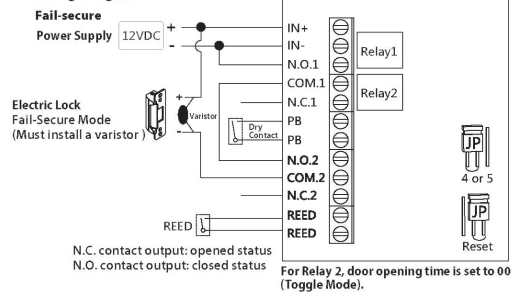 Fail-secure
Power Supply 12VDC + -
IN+
IN-
N.O.1
COM.1
N.C.1
PB
PB
N.O.2
COM.2
N.C.2
REED
REED
Relay1
Relay2
Electric Lock
Fail-Secure Mode
(Must install a varistor)
+
Varistor
-
Dry
Contact
JP
4 or 5
JP
Reset
REED
N.C. contact output: opened status
N.O. contact output: closed status
For Relay 2, door opening time is set to 00
(Toggle Mode).